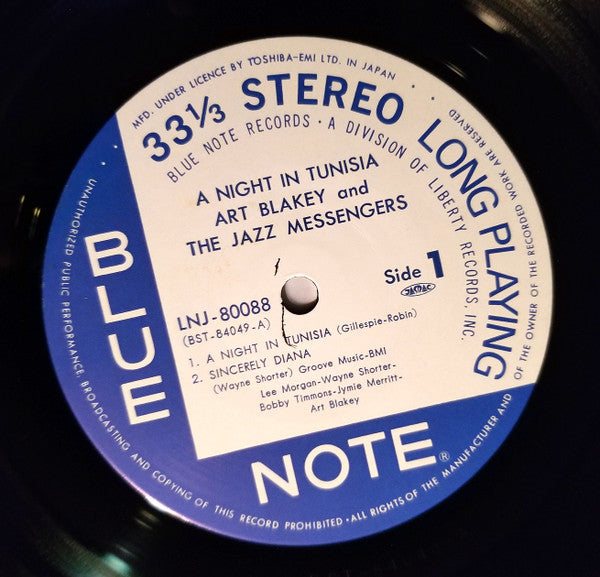 MFD. UNDER LICENCE BY TOSHIBA-EMI LTD. IN JAPAN
33⅓ STEREO LONG PLAYING
BLUE NOTE RECORDS · A DIVISION OF LIBERTY RECORDS, INC.
A NIGHT IN TUNISIA
ART BLAKEY and
THE JAZZ MESSENGERS
Side 1
JASRAC
LNJ-80088
(BST-84049-A)
1. A NIGHT IN TUNISIA (Gillespie-Robin)
2. SINCERELY DIANA
(Wayne Shorter) Groove Music-BMI
Lee Morgan-Wayne Shorter-
Bobby Timmons-Jymie Merritt-
Art Blakey
BLUE
NOTE®
UNAUTHORIZED PUBLIC PERFORMANCE, BROADCASTING AND COPYING OF THIS RECORD PROHIBITED · ALL RIGHTS OF THE MANUFACTURER AND OF THE OWNER OF THE RECORDED WORK ARE RESERVED